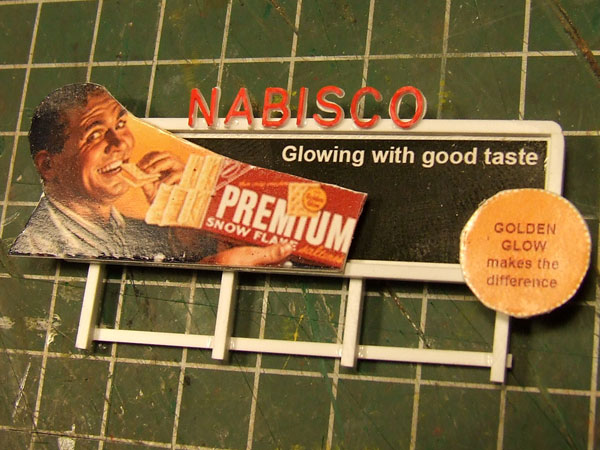 NABISCO
Glowing with good taste
PREMIUM
SNOW FLAKE
GOLDEN
GLOW
makes the
difference